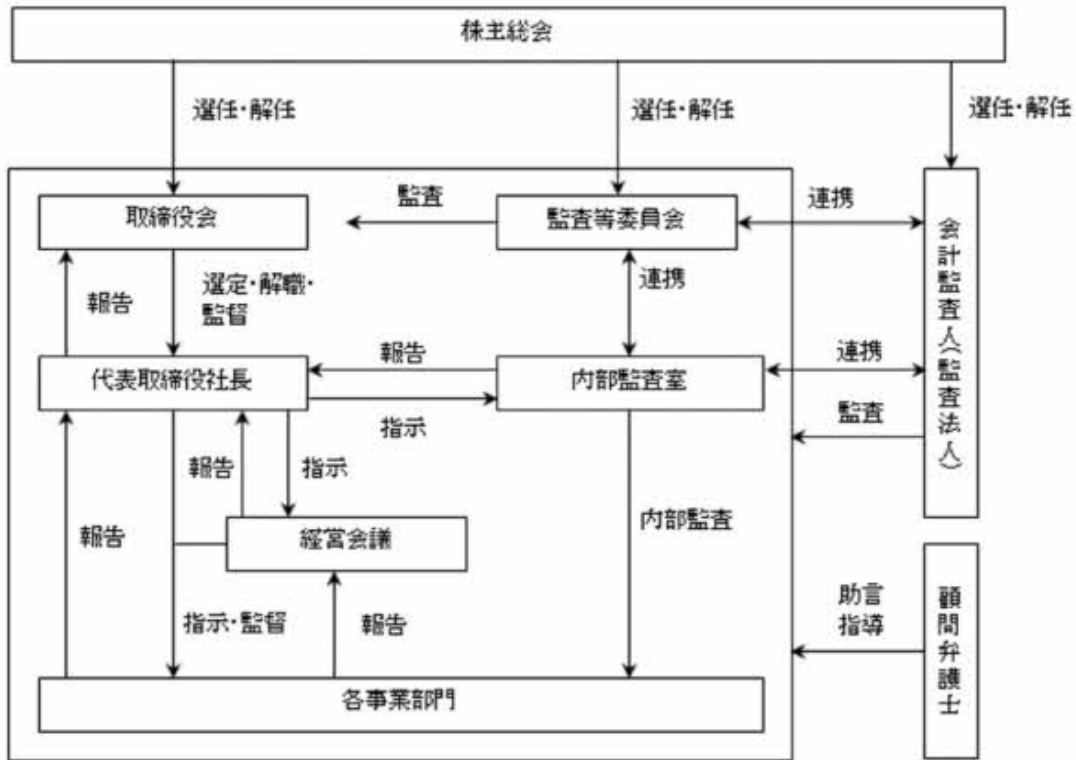 株主総会
選任・解任
選任・解任
選任・解任
取締役会
監査
監査等委員会
連携
会計監査人(監査法人)
報告
選定・解職・
監督
連携
代表取締役社長
報告
指示
内部監査室
連携
監査
報告
指示
報告
経営会議
内部監査
指示・監督
報告
助言
指導
顧問弁護士
各事業部門